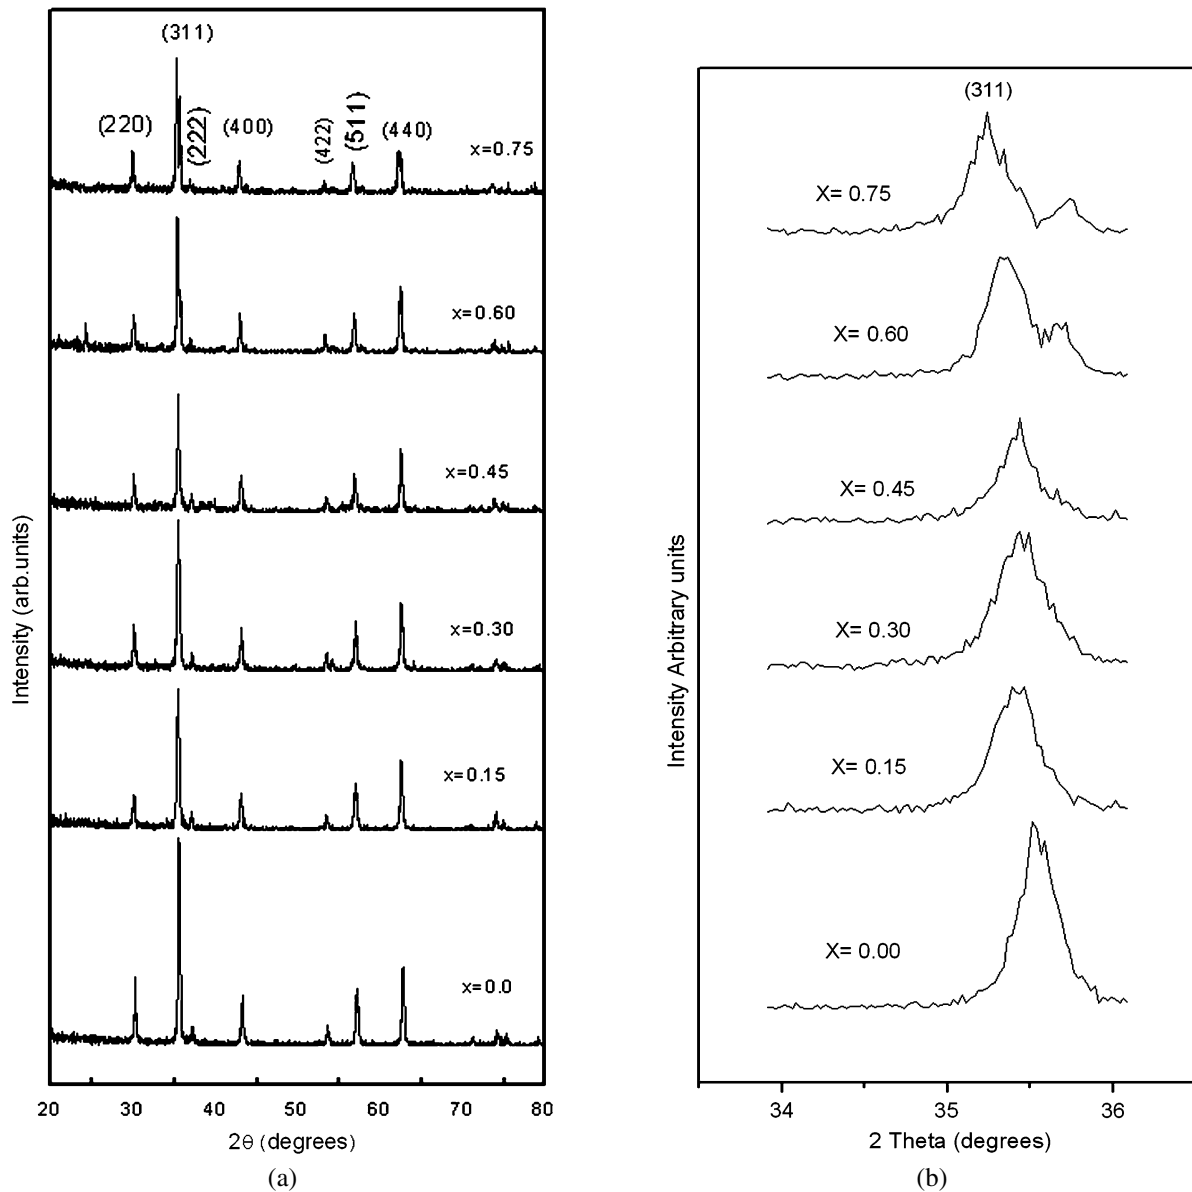 (311)
(220)
(222)
(400)
(422)
(511)
(440)
x=0.75
x=0.60
x=0.45
x=0.30
x=0.15
x=0.0
Intensity (arb.units)
20 30 40 50 60 70 80
2θ (degrees)
(a)
(311)
X= 0.75
X= 0.60
X= 0.45
X= 0.30
X= 0.15
X= 0.00
Intensity Arbitrary units
34 35 36
2 Theta (degrees)
(b)